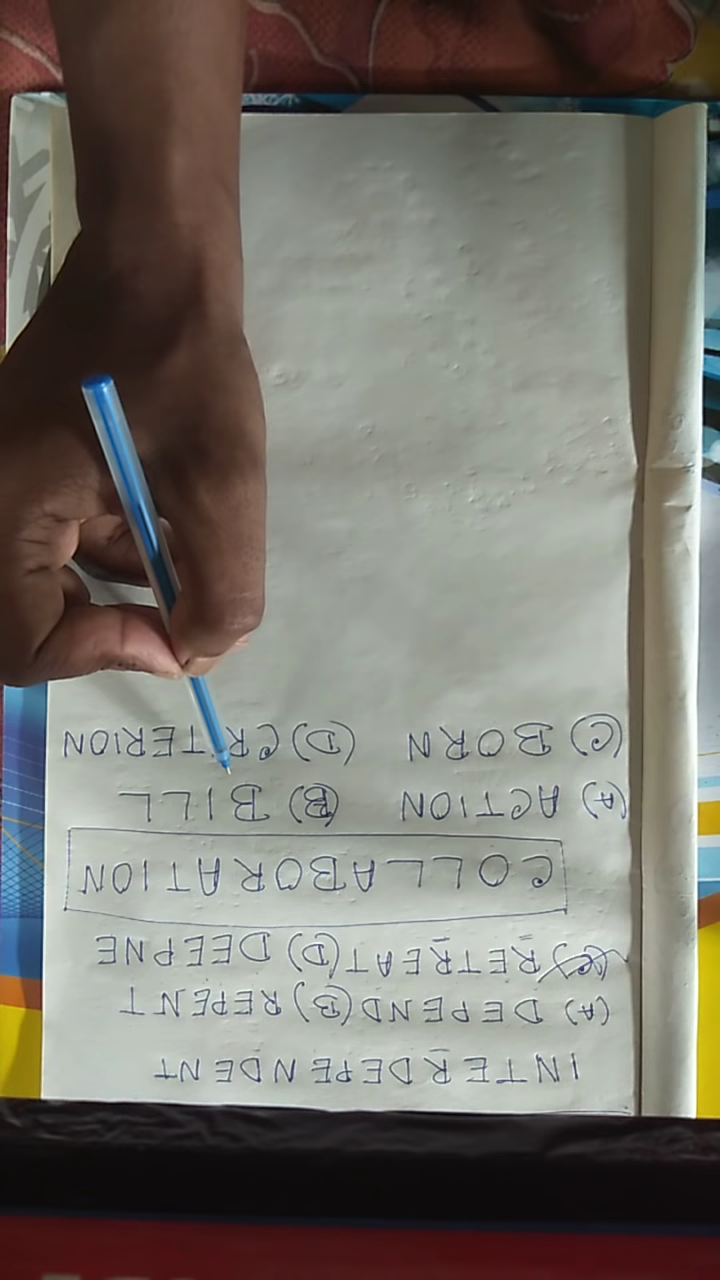 INTERDEPENDENT
(A) DEPEND (B) REPENT
(C) RETREAT (D) DEEPNE
COLLABORATION
(A) ACTION (B) BILL
(C) BORN (D) CRITERION